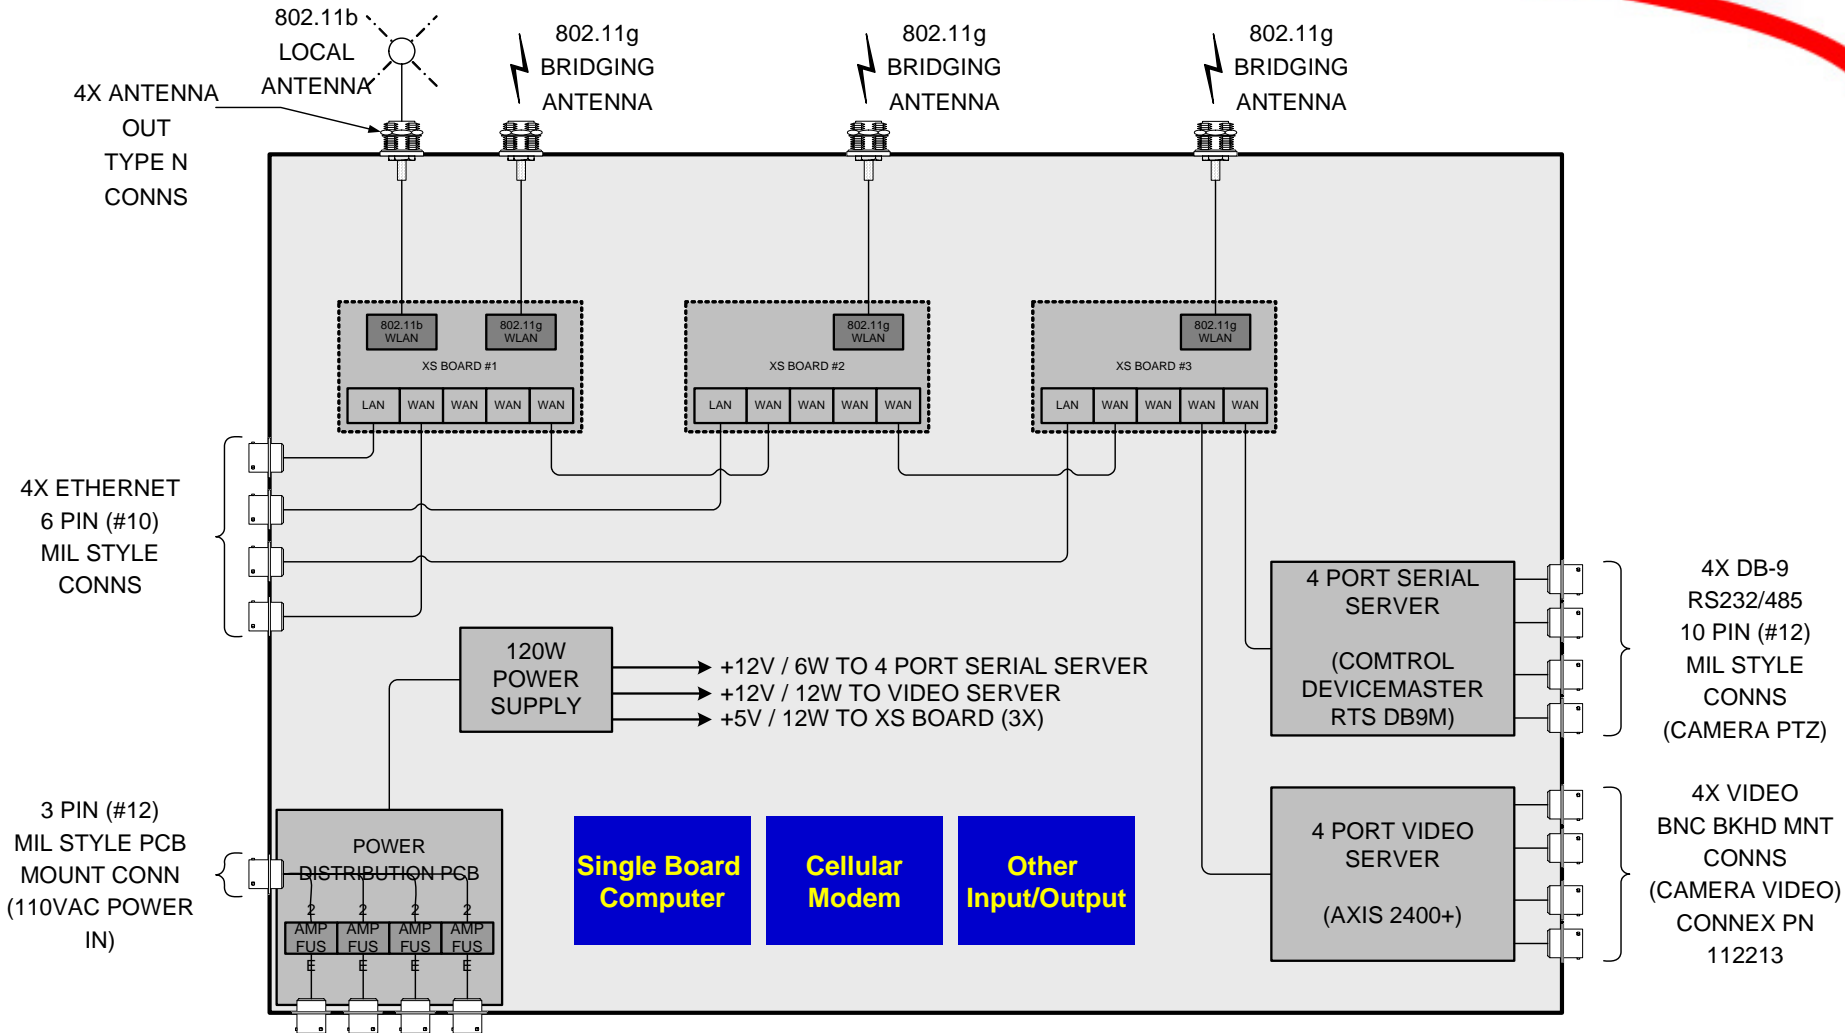 802.11b
LOCAL
ANTENNA
802.11g
BRIDGING
ANTENNA
802.11g
BRIDGING
ANTENNA
802.11g
BRIDGING
ANTENNA
4X ANTENNA
OUT
TYPE N
CONNS
802.11b
WLAN
802.11g
WLAN
XS BOARD #1
LAN WAN WAN WAN WAN
802.11g
WLAN
XS BOARD #2
LAN WAN WAN WAN WAN
802.11g
WLAN
XS BOARD #3
LAN WAN WAN WAN WAN
4X ETHERNET
6 PIN (#10)
MIL STYLE
CONNS
120W
POWER
SUPPLY
+12V / 6W TO 4 PORT SERIAL SERVER
+12V / 12W TO VIDEO SERVER
+5V / 12W TO XS BOARD (3X)
4 PORT SERIAL
SERVER
(COMTROL
DEVICEMASTER
RTS DB9M)
4X DB-9
RS232/485
10 PIN (#12)
MIL STYLE
CONNS
(CAMERA PTZ)
3 PIN (#12)
MIL STYLE PCB
MOUNT CONN
(110VAC POWER
IN)
POWER
DISTRIBUTION PCB
2
AMP
FUS
E
2
AMP
FUS
E
2
AMP
FUS
E
2
AMP
FUS
E
Single Board
Computer
Cellular
Modem
Other
Input/Output
4 PORT VIDEO
SERVER
(AXIS 2400+)
4X VIDEO
BNC BKHD MNT
CONNS
(CAMERA VIDEO)
CONNEX PN
112213